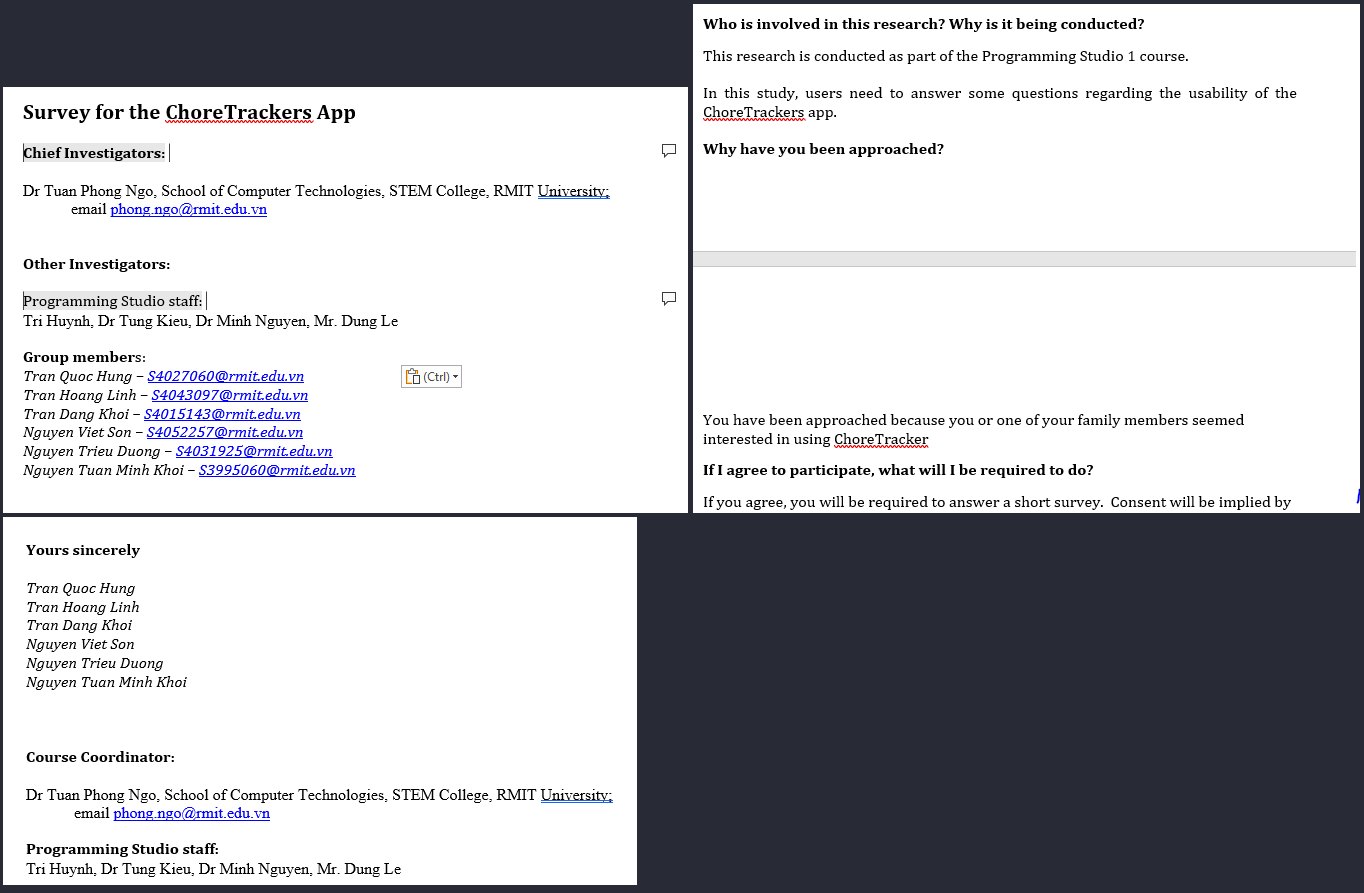 Survey for the ChoreTrackers App
Chief Investigators:
Dr Tuan Phong Ngo, School of Computer Technologies, STEM College, RMIT University;
email phong.ngo@rmit.edu.vn
Other Investigators:
Programming Studio staff:
Tri Huynh, Dr Tung Kieu, Dr Minh Nguyen, Mr. Dung Le
Group members:
Tran Quoc Hung – S4027060@rmit.edu.vn
Tran Hoang Linh – S4043097@rmit.edu.vn
Tran Dang Khoi – S4015143@rmit.edu.vn
Nguyen Viet Son – S4052257@rmit.edu.vn
Nguyen Trieu Duong – S4031925@rmit.edu.vn
Nguyen Tuan Minh Khoi – S3995060@rmit.edu.vn
(Ctrl)
Who is involved in this research? Why is it being conducted?
This research is conducted as part of the Programming Studio 1 course.
In this study, users need to answer some questions regarding the usability of the
ChoreTrackers app.
Why have you been approached?
You have been approached because you or one of your family members seemed
interested in using ChoreTracker
If I agree to participate, what will I be required to do?
If you agree, you will be required to answer a short survey.  Consent will be implied by
Yours sincerely
Tran Quoc Hung
Tran Hoang Linh
Tran Dang Khoi
Nguyen Viet Son
Nguyen Trieu Duong
Nguyen Tuan Minh Khoi
Course Coordinator:
Dr Tuan Phong Ngo, School of Computer Technologies, STEM College, RMIT University;
email phong.ngo@rmit.edu.vn
Programming Studio staff:
Tri Huynh, Dr Tung Kieu, Dr Minh Nguyen, Mr. Dung Le